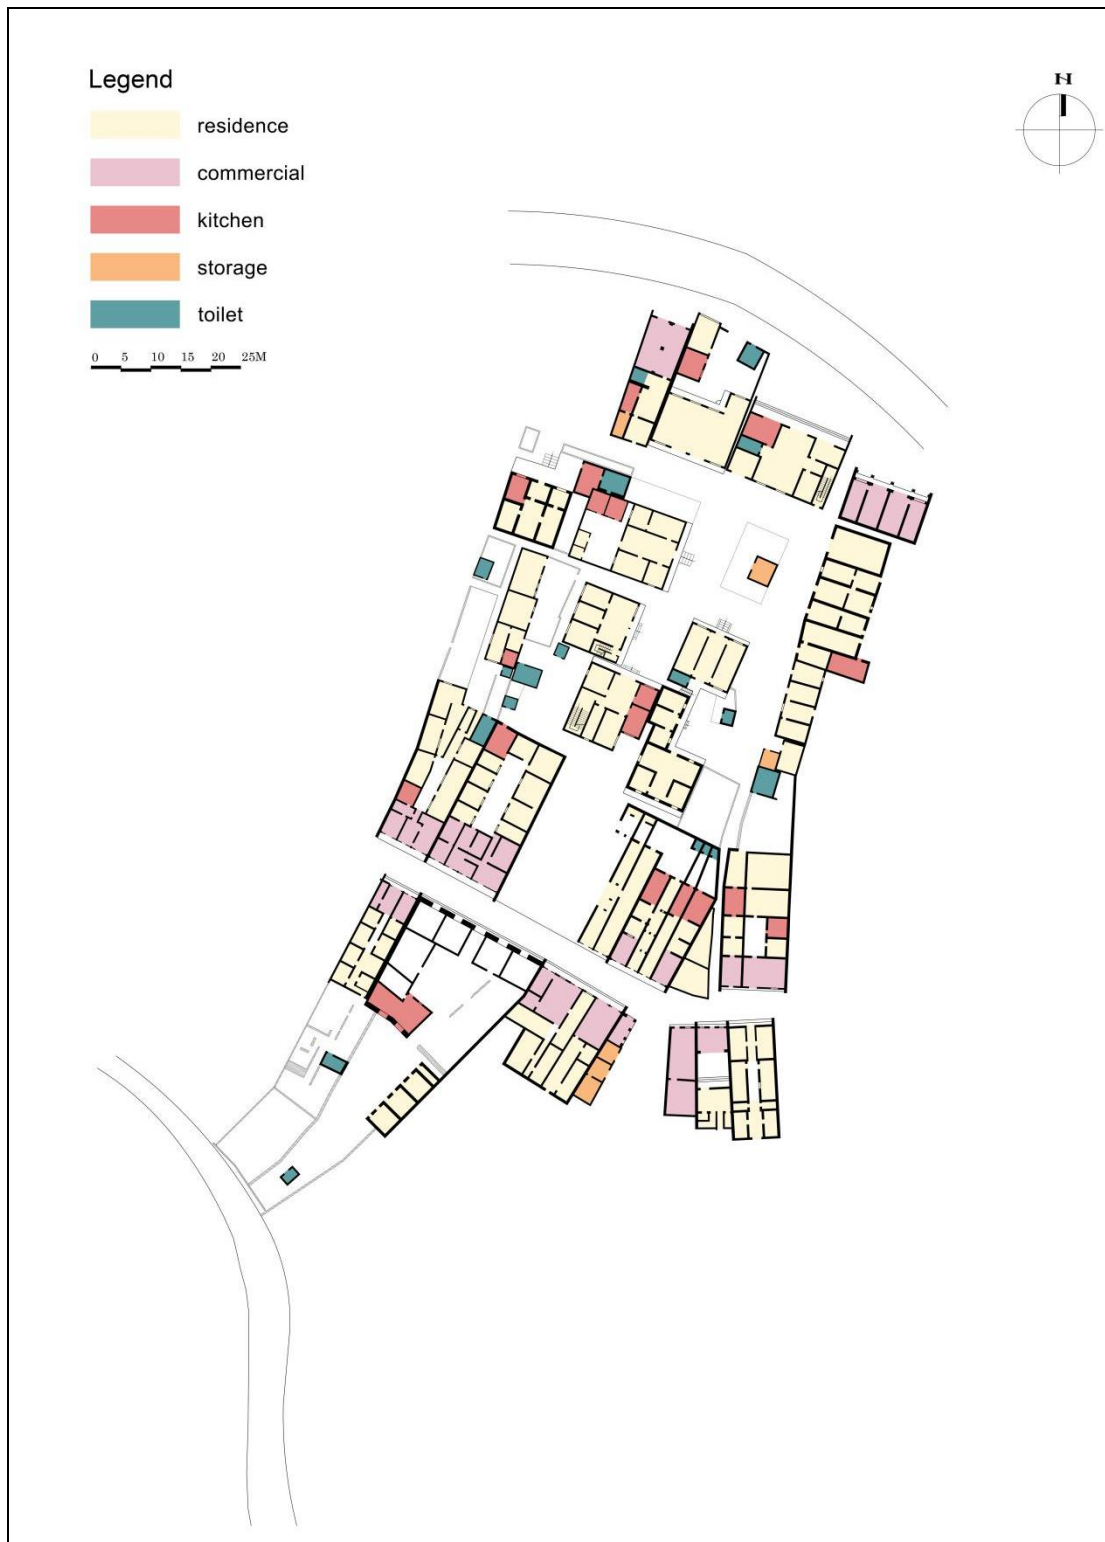 Legend
N
residence
commercial
kitchen
storage
toilet
0 5 10 15 20 25M